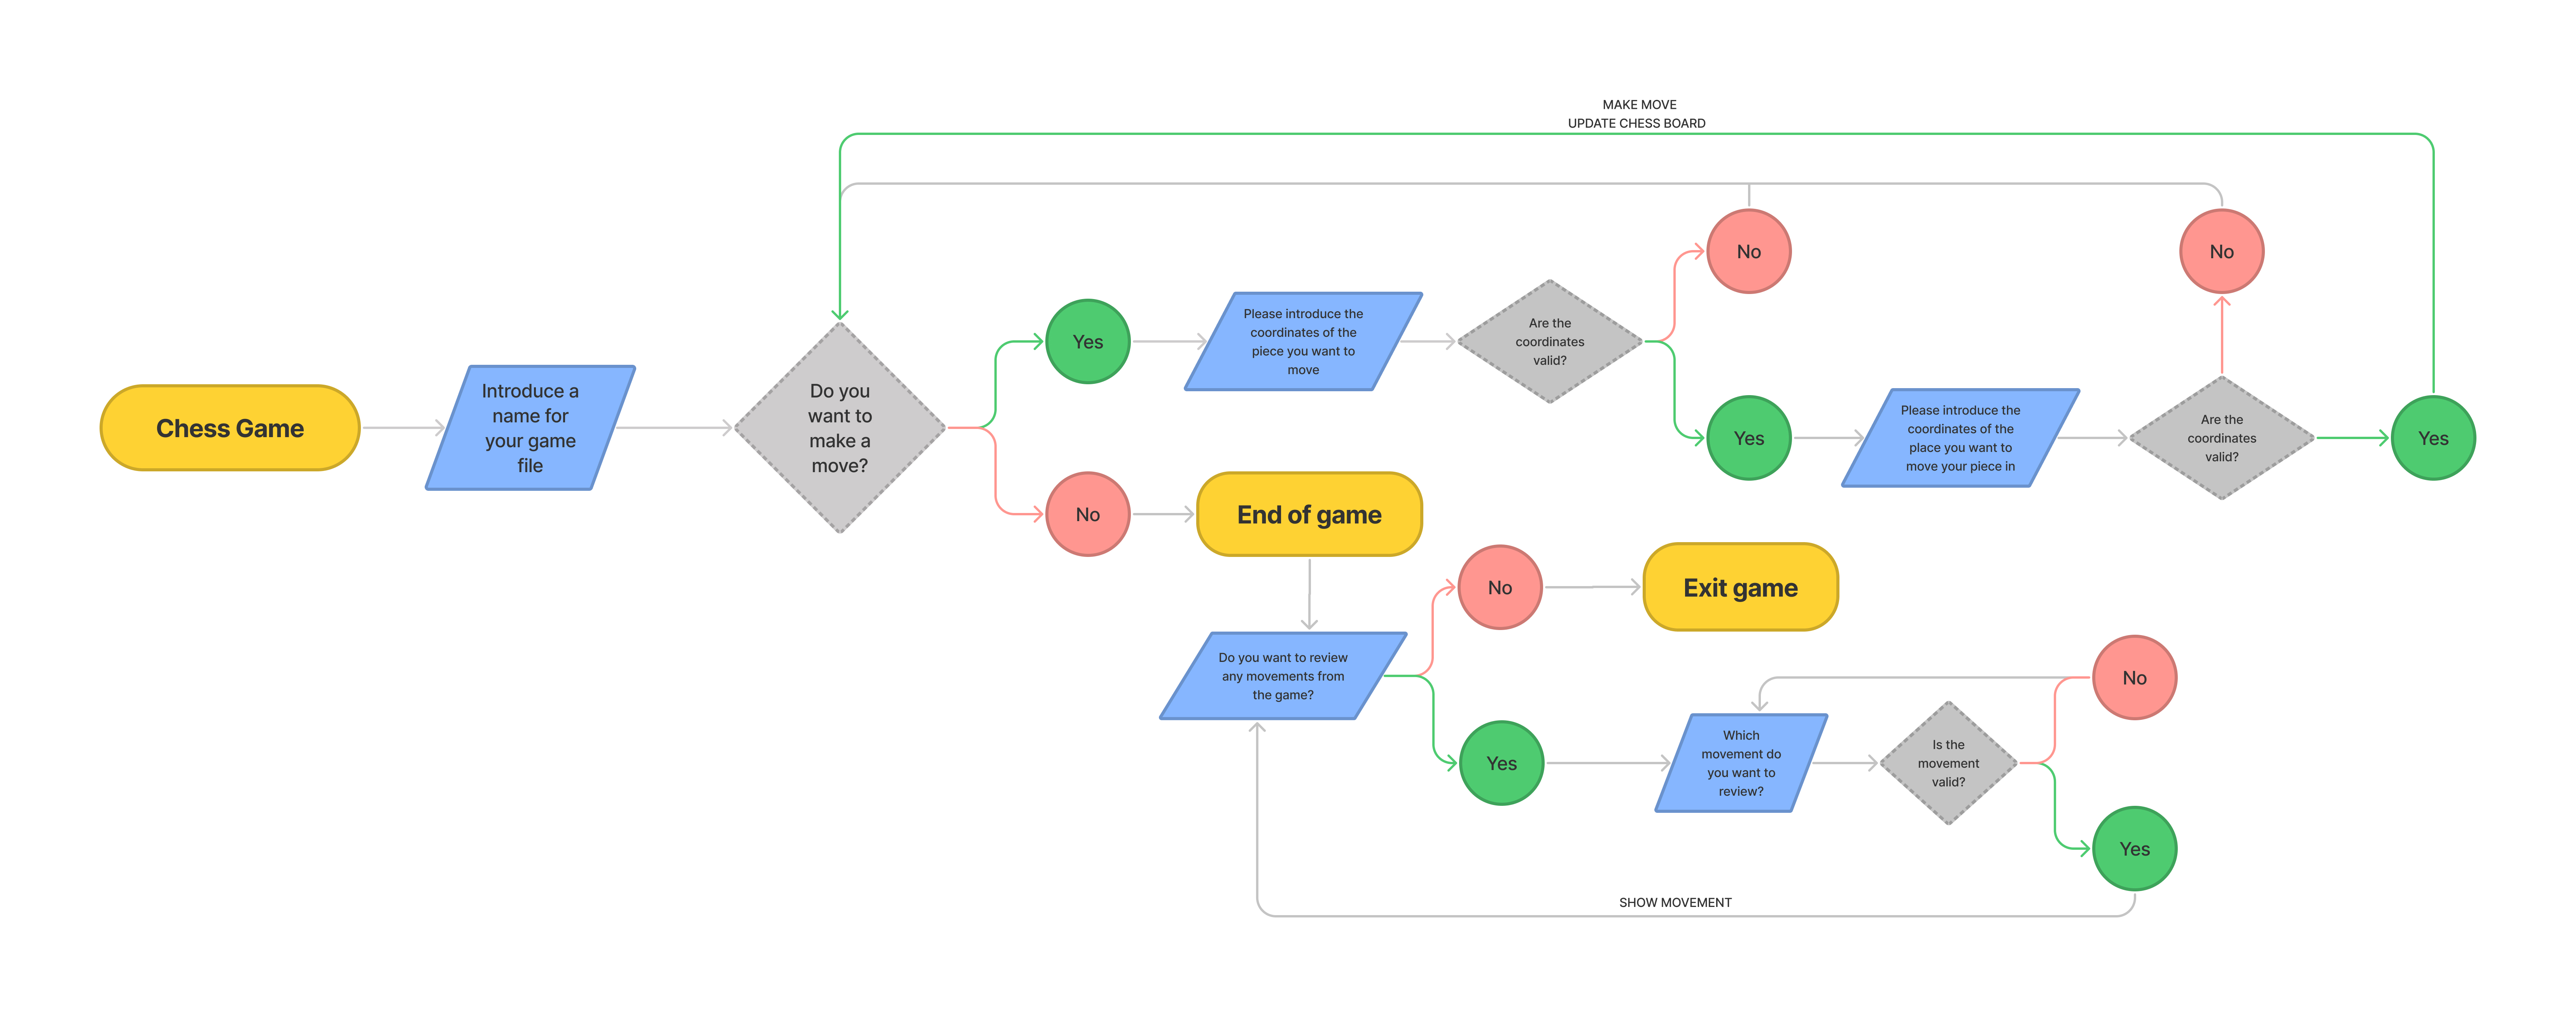 MAKE MOVE
UPDATE CHESS BOARD
No
No
Yes
Please introduce the
coordinates of the
piece you want to
move
Are the
coordinates
valid?
Chess Game
Introduce a
name for
your game
file
Do you
want to
make a
move?
Yes
Please introduce the
coordinates of the
place you want to
move your piece in
Are the
coordinates
valid?
Yes
No
End of game
No
Exit game
Do you want to review
any movements from
the game?
No
Yes
Which
movement do
you want to
review?
Is the
movement
valid?
Yes
SHOW MOVEMENT